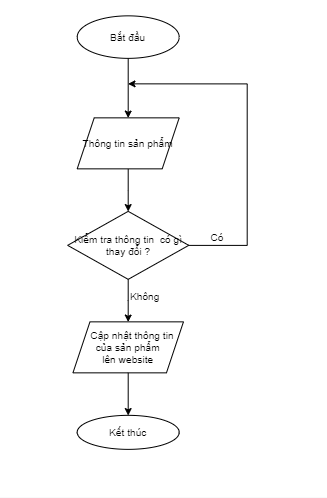 Bắt đầu
Thông tin sản phẩm
Kiểm tra thông tin có gì
thay đổi ?
Có
Không
Cập nhật thông tin
của sản phẩm
lên website
Kết thúc